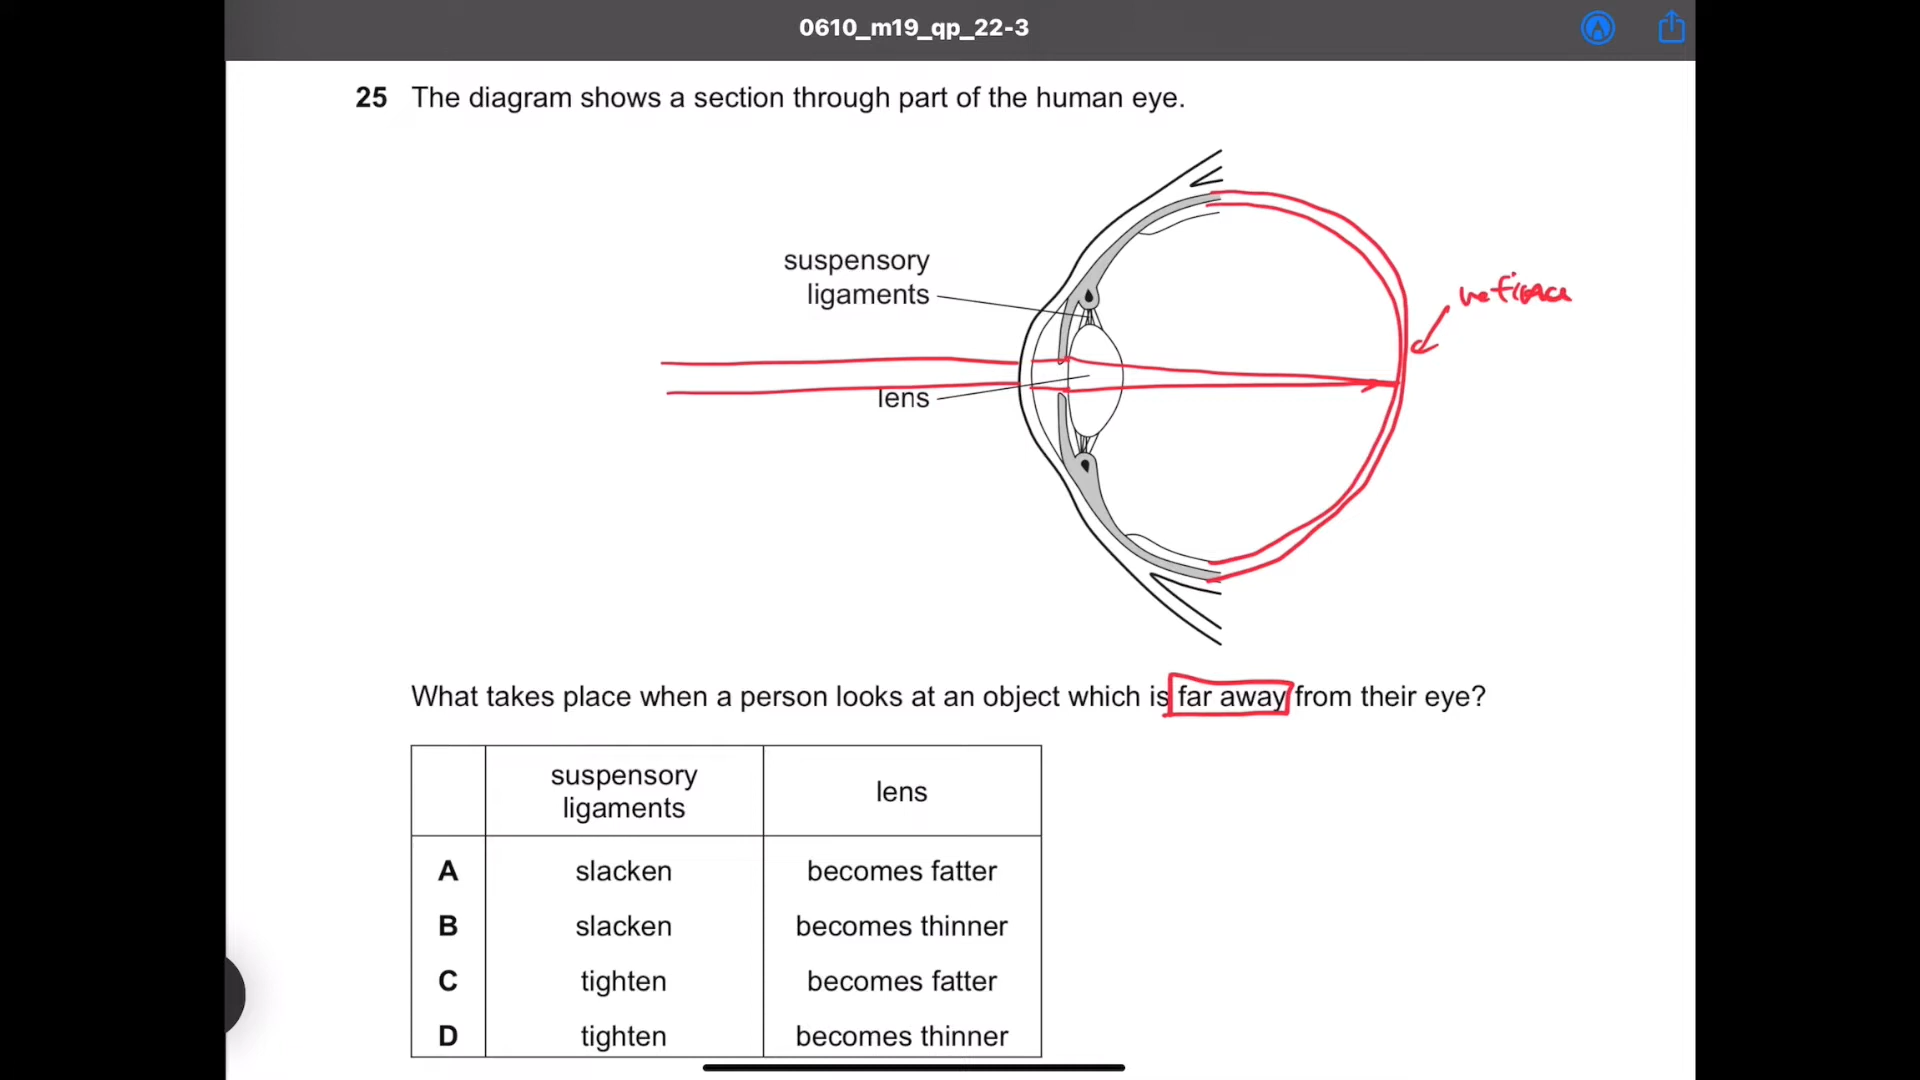 0610_m19_qp_22-3
25 The diagram shows a section through part of the human eye.
suspensory
ligaments
lens
What takes place when a person looks at an object which is far away from their eye?
suspensory
ligaments
lens
A slacken becomes fatter
B slacken becomes thinner
C tighten becomes fatter
D tighten becomes thinner